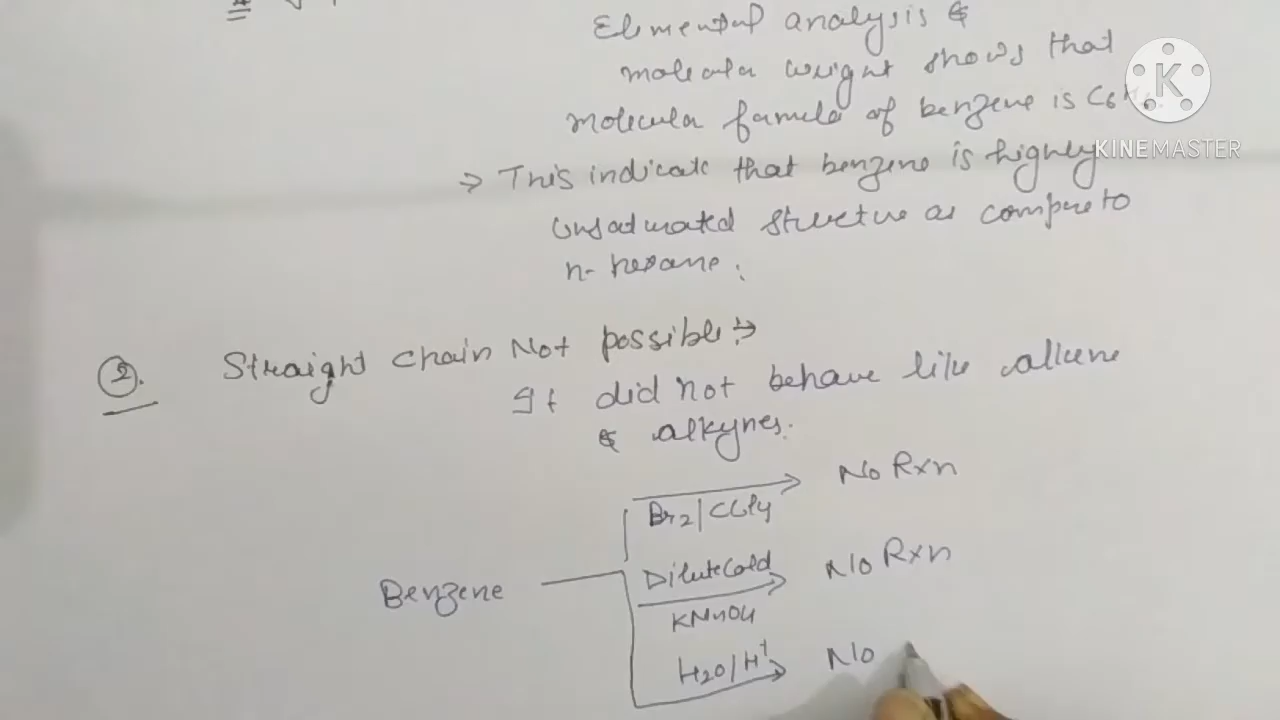 Elemental analysis &
molecular weight shows that
molecular formula of benzene is C6H6
K
KINEMASTER
→ This indicate that benzene is highly
unsaturated structure as compere to
n-hexane.
2. Straight chain Not possible :→
It did not behave like alkene
& alkynes.
Br2/CCl4 No Rxn
Benzene
Dilute Cold No Rxn
KMnO4
H2O/H+ No